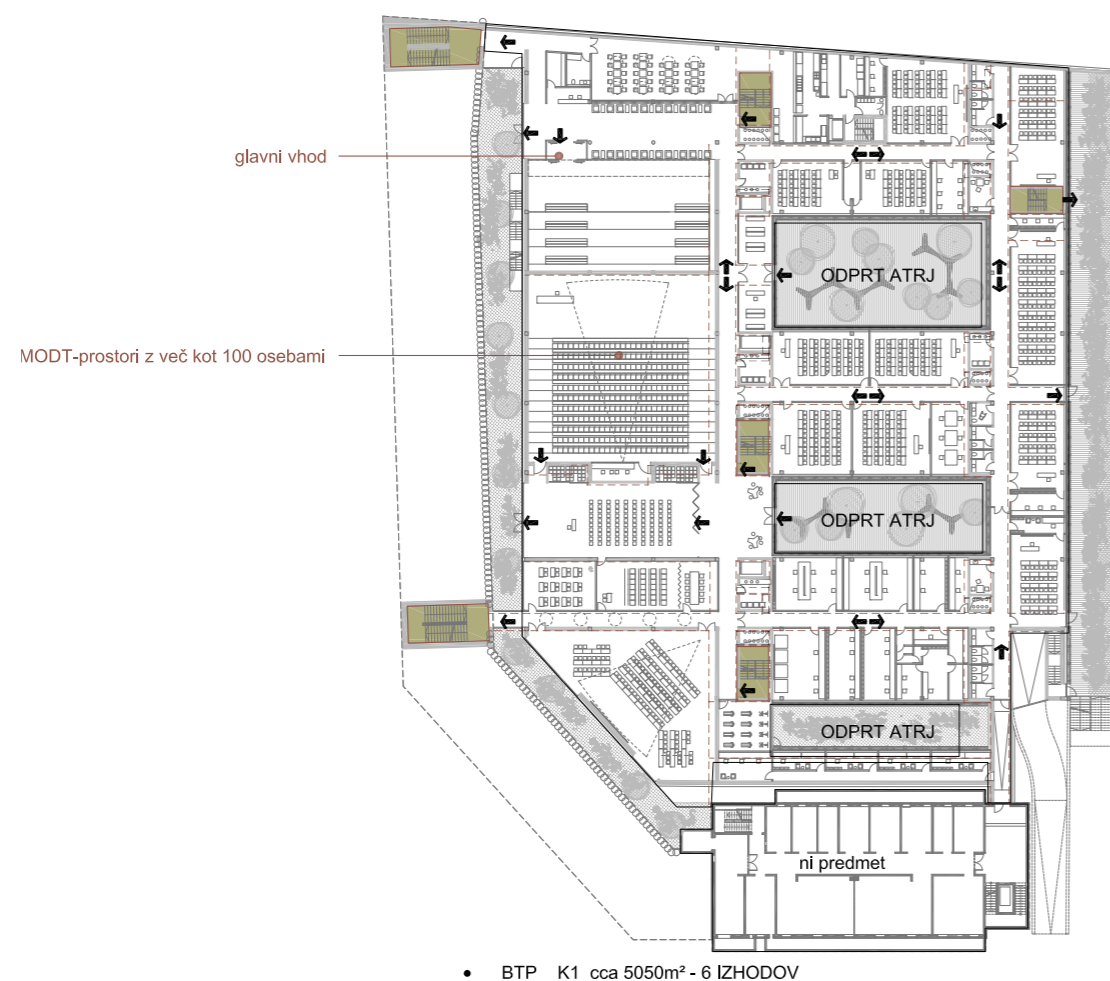 glavni vhod
ODPRT ATRJ
MODT-prostori z več kot 100 osebami
ODPRT ATRJ
ODPRT ATRJ
ni predmet
• BTP K1 cca 5050m² - 6 IZHODOV